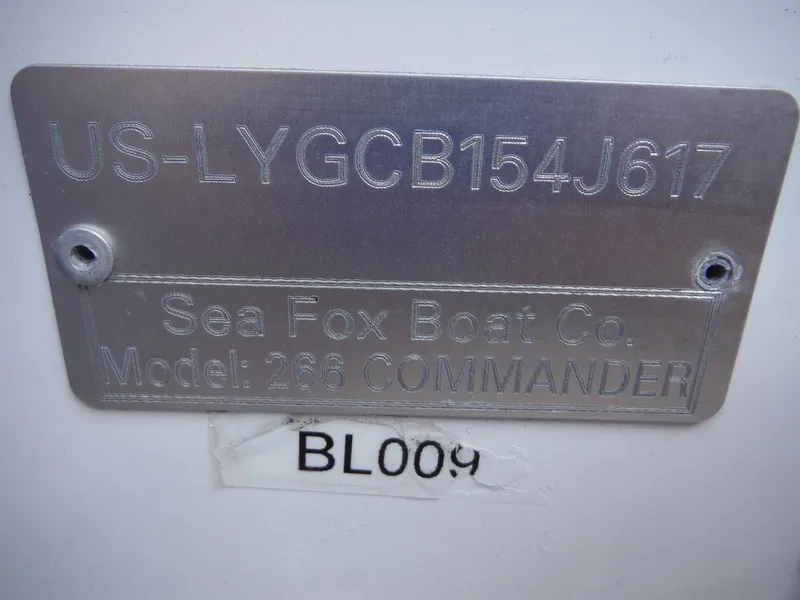 US-LYGCB154J617
Sea Fox Boat Co.
Model: 266 COMMANDER
BL009